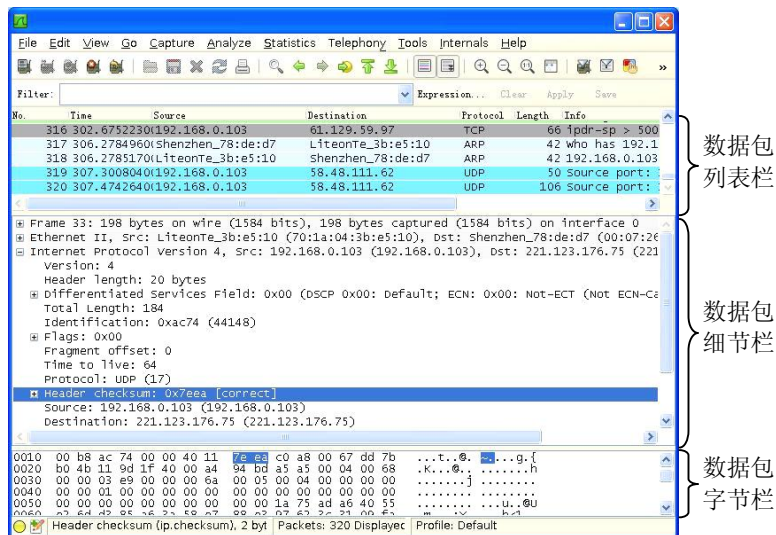 File Edit View Go Capture Analyze Statistics Telephony Tools Internals Help
Filter: Expression... Clear Apply Save
No. Time Source Destination Protocol Length Info
316 302.6752230(192.168.0.103 61.129.59.97 TCP 66 ipdr-sp > 500
317 306.2784960(Shenzhen_78:de:d7 LiteonTe_3b:e5:10 ARP 42 who has 192.1
318 306.2785170(LiteonTe_3b:e5:10 Shenzhen_78:de:d7 ARP 42 192.168.0.103
319 307.3008040(192.168.0.103 58.48.111.62 UDP 50 Source port:
320 307.4742640(192.168.0.103 58.48.111.62 UDP 106 Source port:
数据包
列表栏
Frame 33: 198 bytes on wire (1584 bits), 198 bytes captured (1584 bits) on interface 0
Ethernet II, Src: LiteonTe_3b:e5:10 (70:1a:04:3b:e5:10), Dst: Shenzhen_78:de:d7 (00:07:26
Internet Protocol Version 4, Src: 192.168.0.103 (192.168.0.103), Dst: 221.123.176.75 (221
Version: 4
Header length: 20 bytes
Differentiated Services Field: 0x00 (DSCP 0x00: Default; ECN: 0x00: Not-ECT (Not ECN-Ca
Total Length: 184
Identification: 0xac74 (44148)
Flags: 0x00
Fragment offset: 0
Time to live: 64
Protocol: UDP (17)
Header checksum: 0x7eea [correct]
Source: 192.168.0.103 (192.168.0.103)
Destination: 221.123.176.75 (221.123.176.75)
数据包
细节栏
0010 00 b8 ac 74 00 00 40 11 7e ea c0 a8 00 67 dd 7b ...t..@. ~....g.{
0020 b0 4b 11 9d 1f 40 00 a4 94 bd a5 a5 00 04 00 68 .K...@.. .......h
0030 00 00 03 e9 00 00 00 6a 00 05 00 04 00 00 00 00 .......j ........
0040 00 00 01 00 00 00 00 00 00 00 00 00 00 00 00 00 ........ ........
0050 00 00 00 00 00 00 00 00 00 00 1a 75 ad a6 40 55 ........ ...u..@U
0060
数据包
字节栏
Header checksum (ip.checksum), 2 byt Packets: 320 Displayec Profile: Default